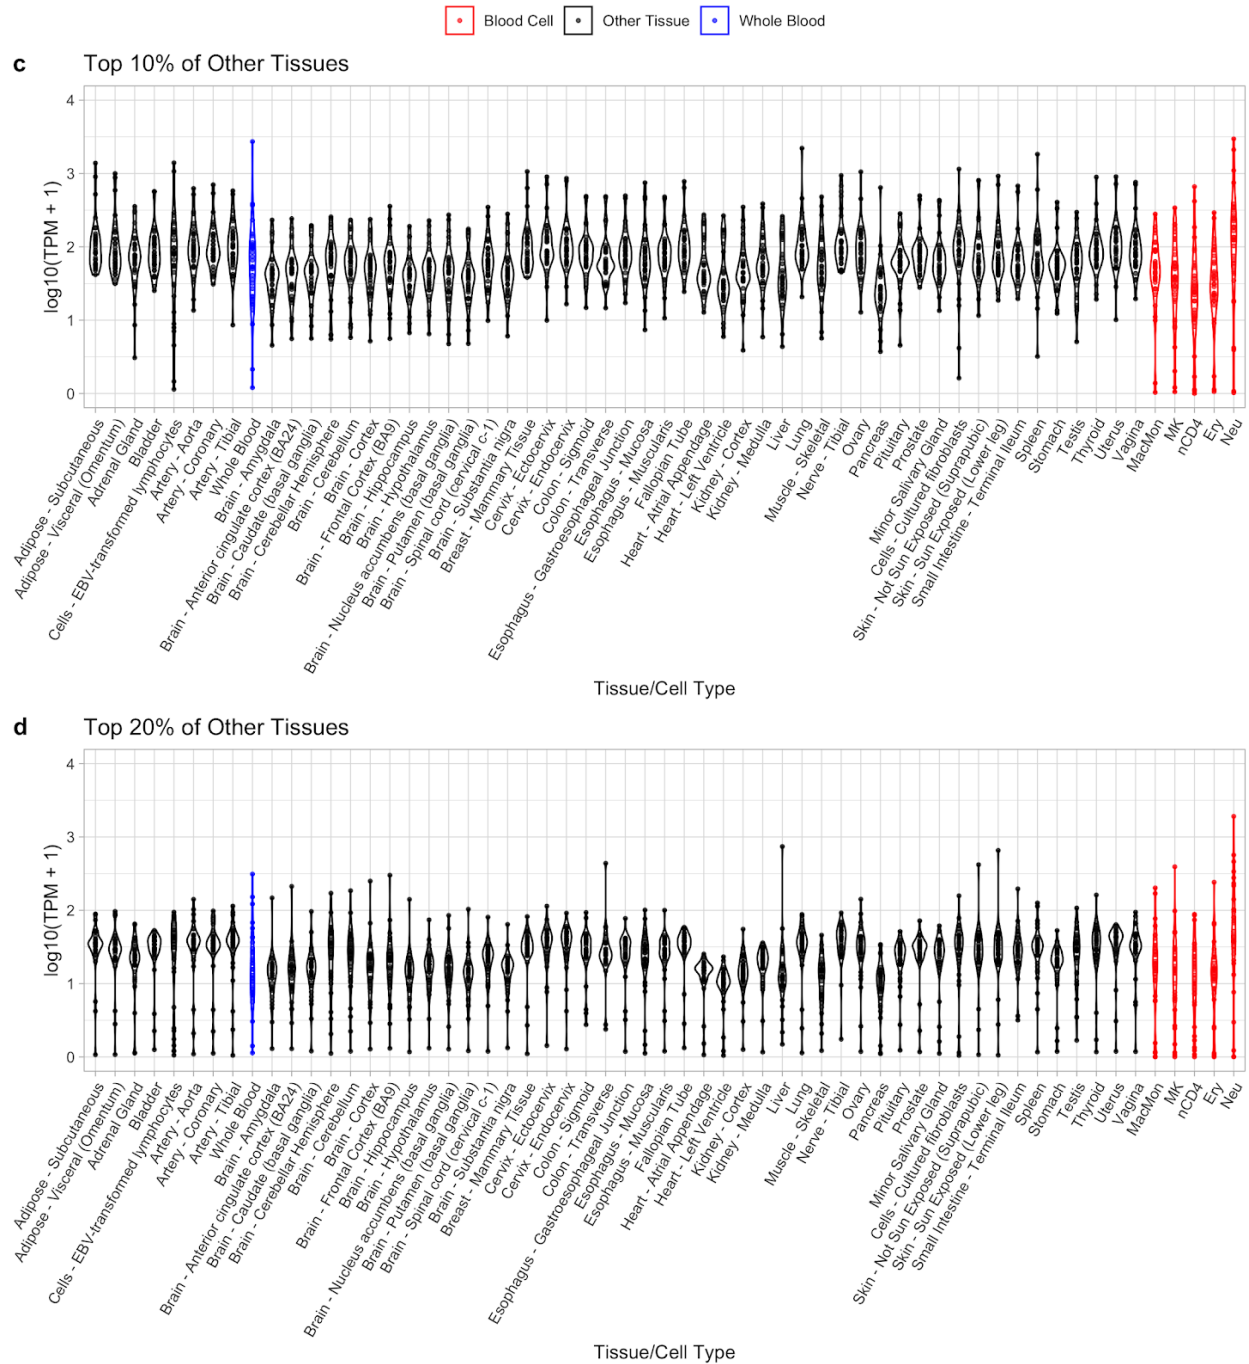 Blood Cell Other Tissue Whole Blood
c Top 10% of Other Tissues
log10(TPM + 1)
4
3
2
1
0
Adipose - Subcutaneous
Adipose - Visceral (Omentum)
Adrenal Gland
Bladder
Cells - EBV-transformed lymphocytes
Artery - Aorta
Artery - Coronary
Artery - Tibial
Whole Blood
Brain - Amygdala
Brain - Anterior cingulate cortex (BA24)
Brain - Caudate (basal ganglia)
Brain - Cerebellar Hemisphere
Brain - Cerebellum
Brain - Cortex
Brain - Frontal Cortex (BA9)
Brain - Hippocampus
Brain - Hypothalamus
Brain - Nucleus accumbens (basal ganglia)
Brain - Putamen (basal ganglia)
Brain - Spinal cord (cervical c-1)
Brain - Substantia nigra
Breast - Mammary Tissue
Cervix - Ectocervix
Cervix - Endocervix
Colon - Sigmoid
Colon - Transverse
Esophagus - Gastroesophageal Junction
Esophagus - Mucosa
Esophagus - Muscularis
Fallopian Tube
Heart - Atrial Appendage
Heart - Left Ventricle
Kidney - Cortex
Kidney - Medulla
Liver
Lung
Muscle - Skeletal
Nerve - Tibial
Ovary
Pancreas
Pituitary
Prostate
Minor Salivary Gland
Cells - Cultured fibroblasts
Skin - Not Sun Exposed (Suprapubic)
Skin - Sun Exposed (Lower leg)
Small Intestine - Terminal Ileum
Spleen
Stomach
Testis
Thyroid
Uterus
Vagina
MacMon
MK
nCD4
Ery
Neu
Tissue/Cell Type
d Top 20% of Other Tissues
log10(TPM + 1)
4
3
2
1
0
Adipose - Subcutaneous
Adipose - Visceral (Omentum)
Adrenal Gland
Bladder
Cells - EBV-transformed lymphocytes
Artery - Aorta
Artery - Coronary
Artery - Tibial
Whole Blood
Brain - Amygdala
Brain - Anterior cingulate cortex (BA24)
Brain - Caudate (basal ganglia)
Brain - Cerebellar Hemisphere
Brain - Cerebellum
Brain - Cortex
Brain - Frontal Cortex (BA9)
Brain - Hippocampus
Brain - Hypothalamus
Brain - Nucleus accumbens (basal ganglia)
Brain - Putamen (basal ganglia)
Brain - Spinal cord (cervical c-1)
Brain - Substantia nigra
Breast - Mammary Tissue
Cervix - Ectocervix
Cervix - Endocervix
Colon - Sigmoid
Colon - Transverse
Esophagus - Gastroesophageal Junction
Esophagus - Mucosa
Esophagus - Muscularis
Fallopian Tube
Heart - Atrial Appendage
Heart - Left Ventricle
Kidney - Cortex
Kidney - Medulla
Liver
Lung
Muscle - Skeletal
Nerve - Tibial
Ovary
Pancreas
Pituitary
Prostate
Minor Salivary Gland
Cells - Cultured fibroblasts
Skin - Not Sun Exposed (Suprapubic)
Skin - Sun Exposed (Lower leg)
Small Intestine - Terminal Ileum
Spleen
Stomach
Testis
Thyroid
Uterus
Vagina
MacMon
MK
nCD4
Ery
Neu
Tissue/Cell Type